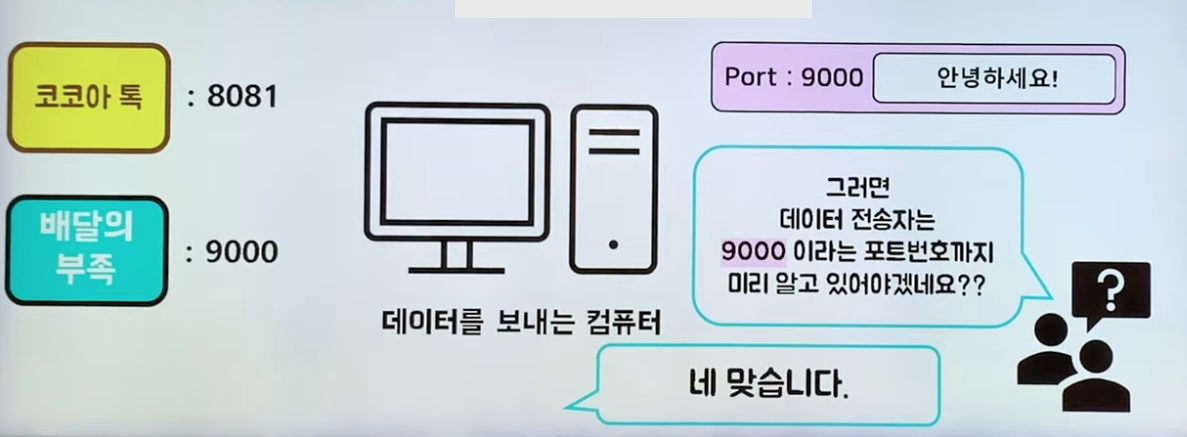 코코아 톡
: 8081
배달의
부족
: 9000
데이터를 보내는 컴퓨터
Port : 9000
안녕하세요!
그러면
데이터 전송자는
9000 이라는 포트번호까지
미리 알고 있어야겠네요??
?
네 맞습니다.